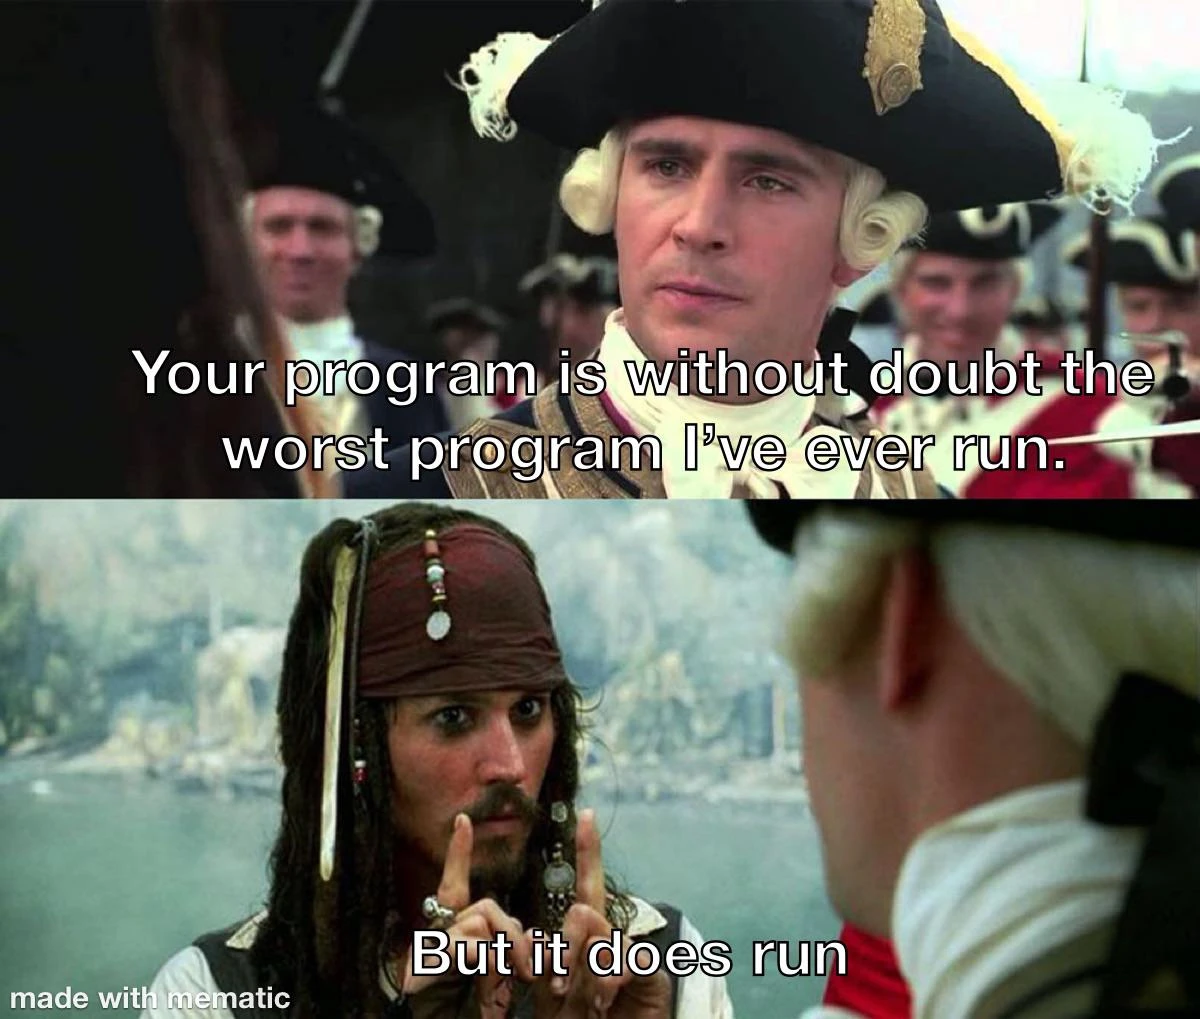 Your program is without doubt the
worst program I’ve ever run.
But it does run
made with mematic